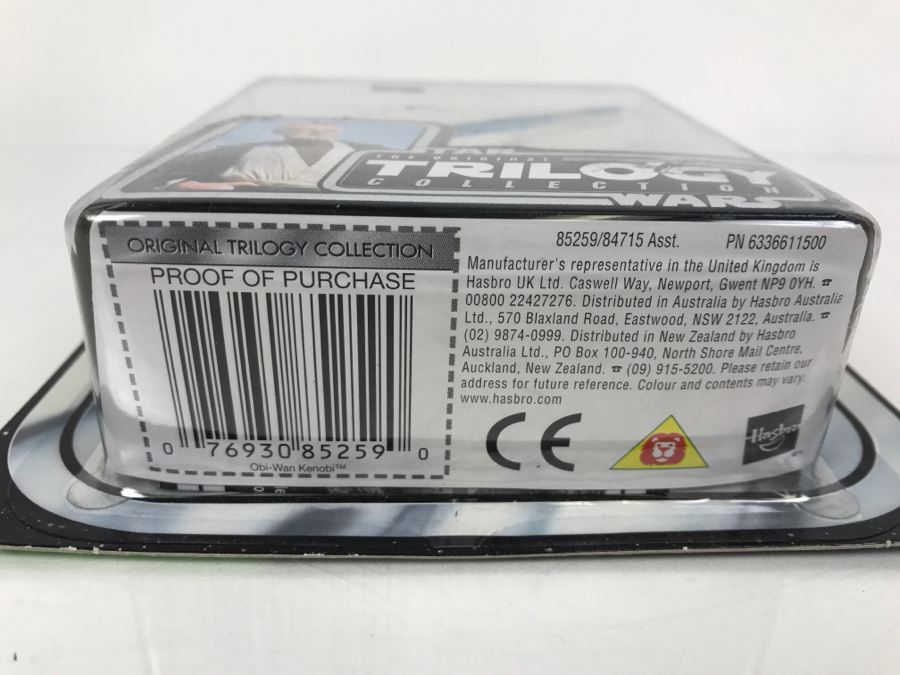 STAR
THE ORIGINAL
TRILOGY
COLLECTION
WARS
ORIGINAL TRILOGY COLLECTION
PROOF OF PURCHASE
0 76930 85259 0
Obi-Wan Kenobi™
85259/84715 Asst. PN 6336611500
Manufacturer's representative in the United Kingdom is
Hasbro UK Ltd. Caswell Way, Newport, Gwent NP9 0YH. ☎
00800 22427276. Distributed in Australia by Hasbro Australia
Ltd., 570 Blaxland Road, Eastwood, NSW 2122, Australia. ☎
(02) 9874-0999. Distributed in New Zealand by Hasbro
Australia Ltd., PO Box 100-940, North Shore Mail Centre,
Auckland, New Zealand. ☎ (09) 915-5200. Please retain our
address for future reference. Colour and contents may vary.
www.hasbro.com
CE
Hasbro